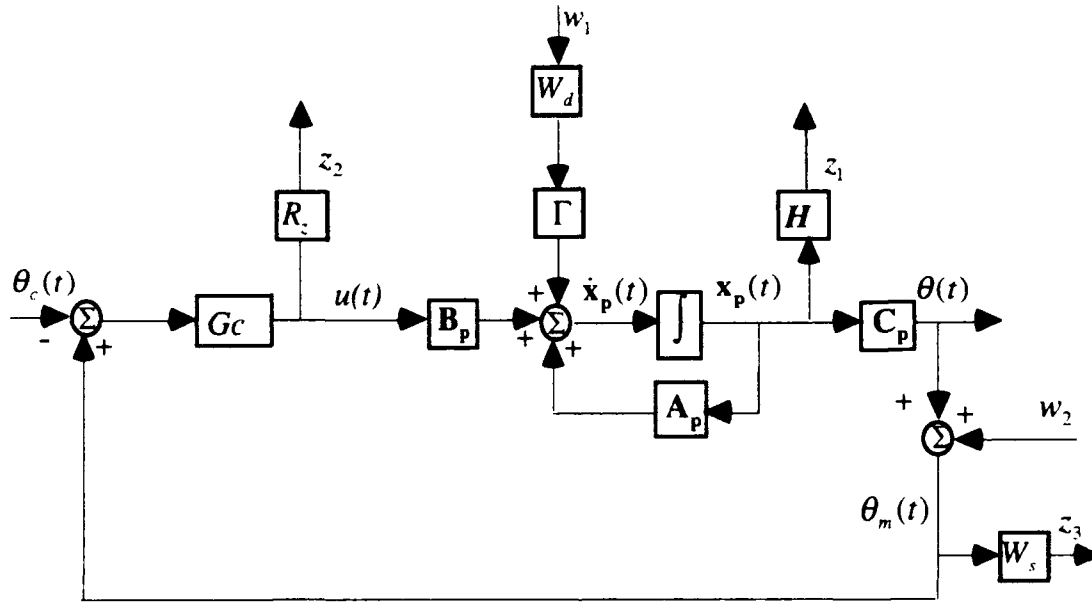 w₁
W_d
z₂
z₁
R_z
Γ
H
θ_c(t)
u(t)
ẋ_p(t)
x_p(t)
θ(t)
+
Σ
Gc
B_p
Σ
∫
C_p
- +
+ +
A_p
+ +
w₂
Σ
θ_m(t)
z₃
W_s